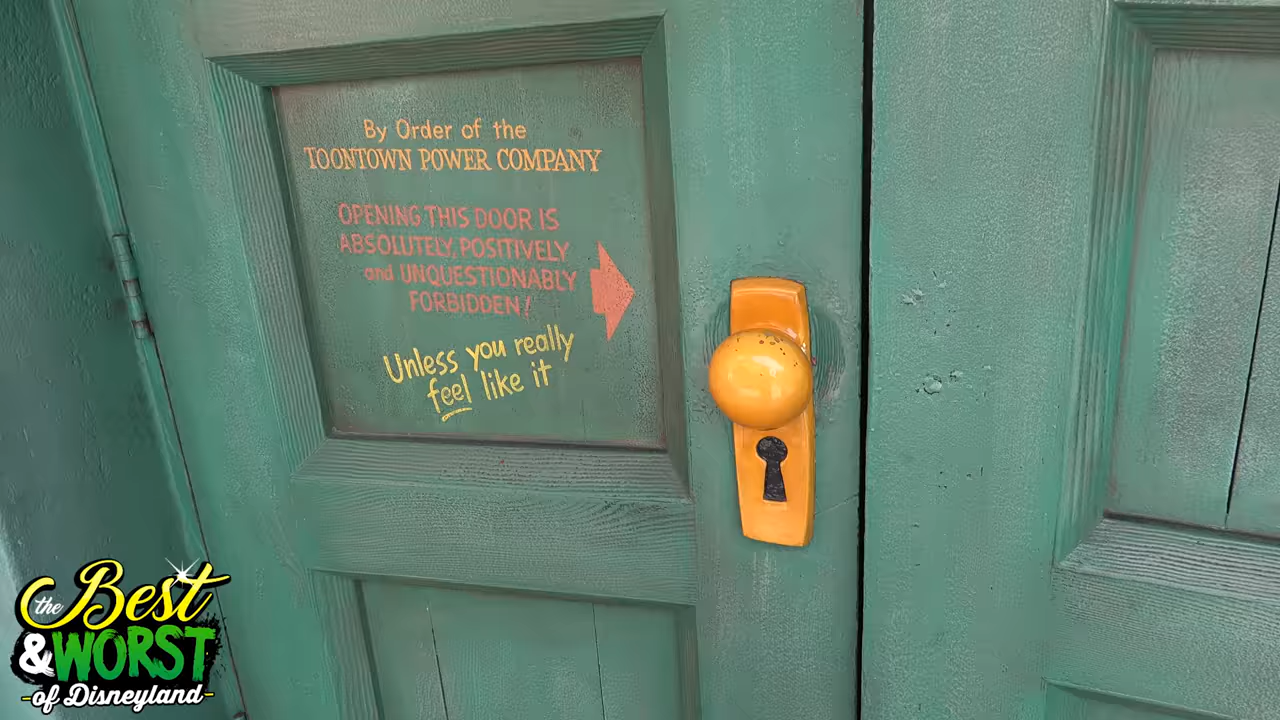 By Order of the
TOONTOWN POWER COMPANY
OPENING THIS DOOR IS
ABSOLUTELY, POSITIVELY
and UNQUESTIONABLY
FORBIDDEN!
Unless you really
feel like it
the Best
& WORST
-of Disneyland-